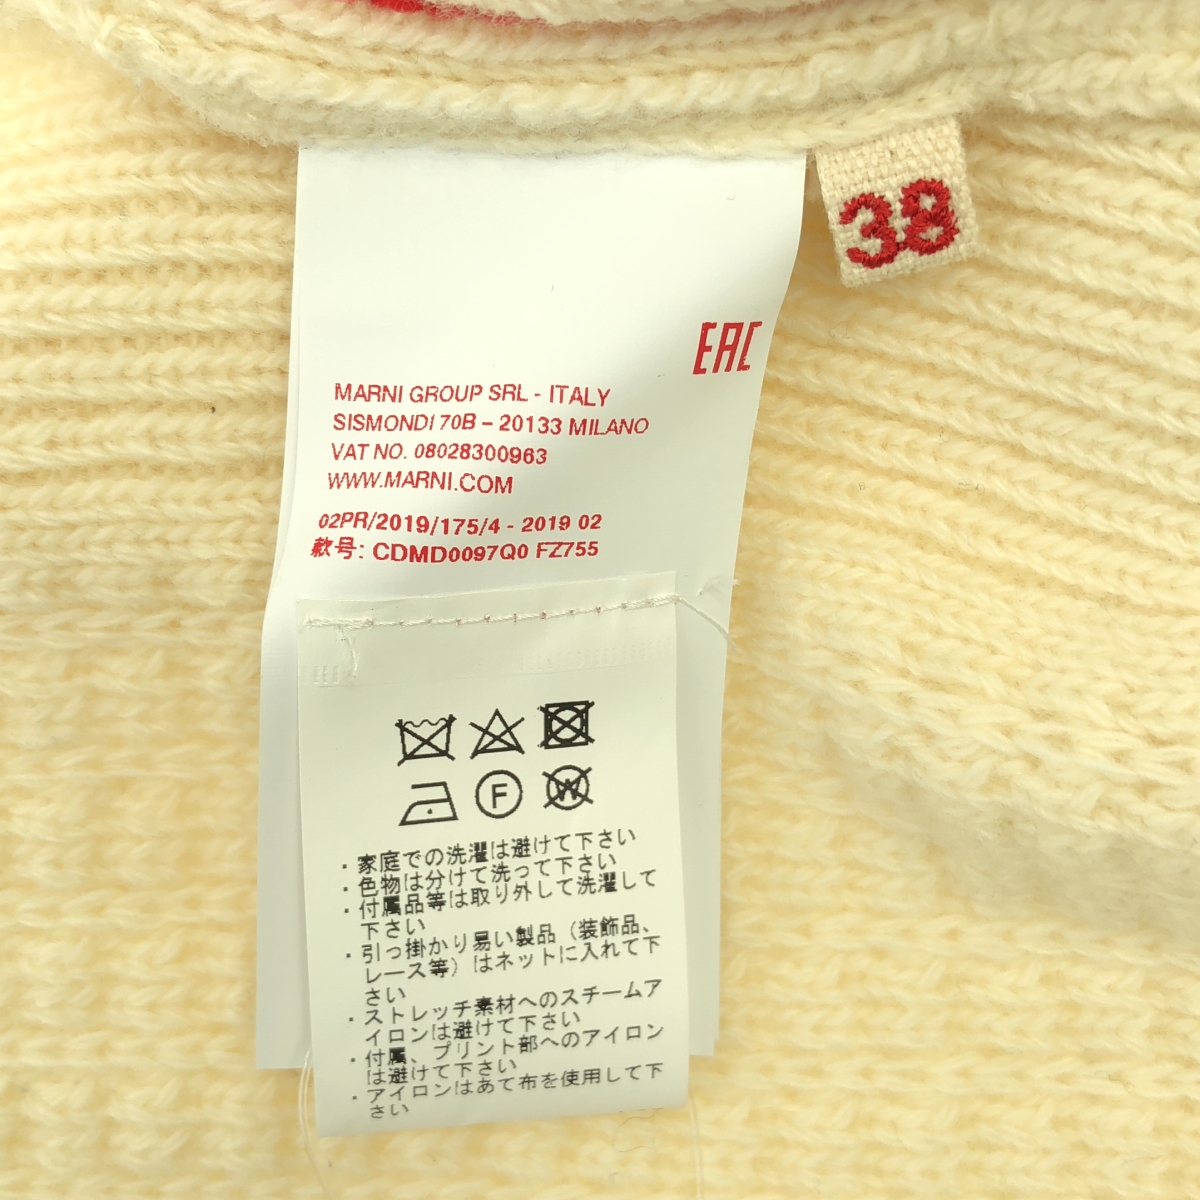 38
EAC
MARNI GROUP SRL - ITALY
SISMONDI 70B – 20133 MILANO
VAT NO. 08028300963
WWW.MARNI.COM
02PR/2019/175/4 - 2019 02
款号: CDMD0097Q0 FZ755
F
W
・家庭での洗濯は避けて下さい
・色物は分けて洗って下さい
・付属品等は取り外して洗濯して
下さい
・引っ掛かり易い製品（装飾品、
レース等）はネットに入れて下
さい
・ストレッチ素材へのスチームア
イロンは避けて下さい
・付属、プリント部へのアイロン
は避けて下さい
・アイロンはあて布を使用して下
さい